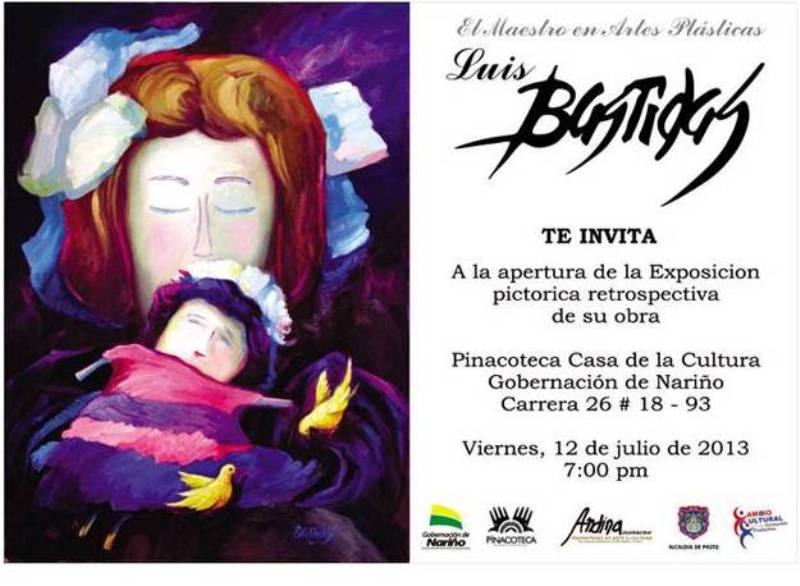 El Maestro en Artes Plásticas
Luis
BASTIDAS
TE INVITA
A la apertura de la Exposicion
pictorica retrospectiva
de su obra
Pinacoteca Casa de la Cultura
Gobernación de Nariño
Carrera 26 # 18 - 93
Viernes, 12 de julio de 2013
7:00 pm
Gobernación de
Nariño
PINACOTECA
Andina
ALCALDIA DE PASTO
CAMBIO
CULTURAL